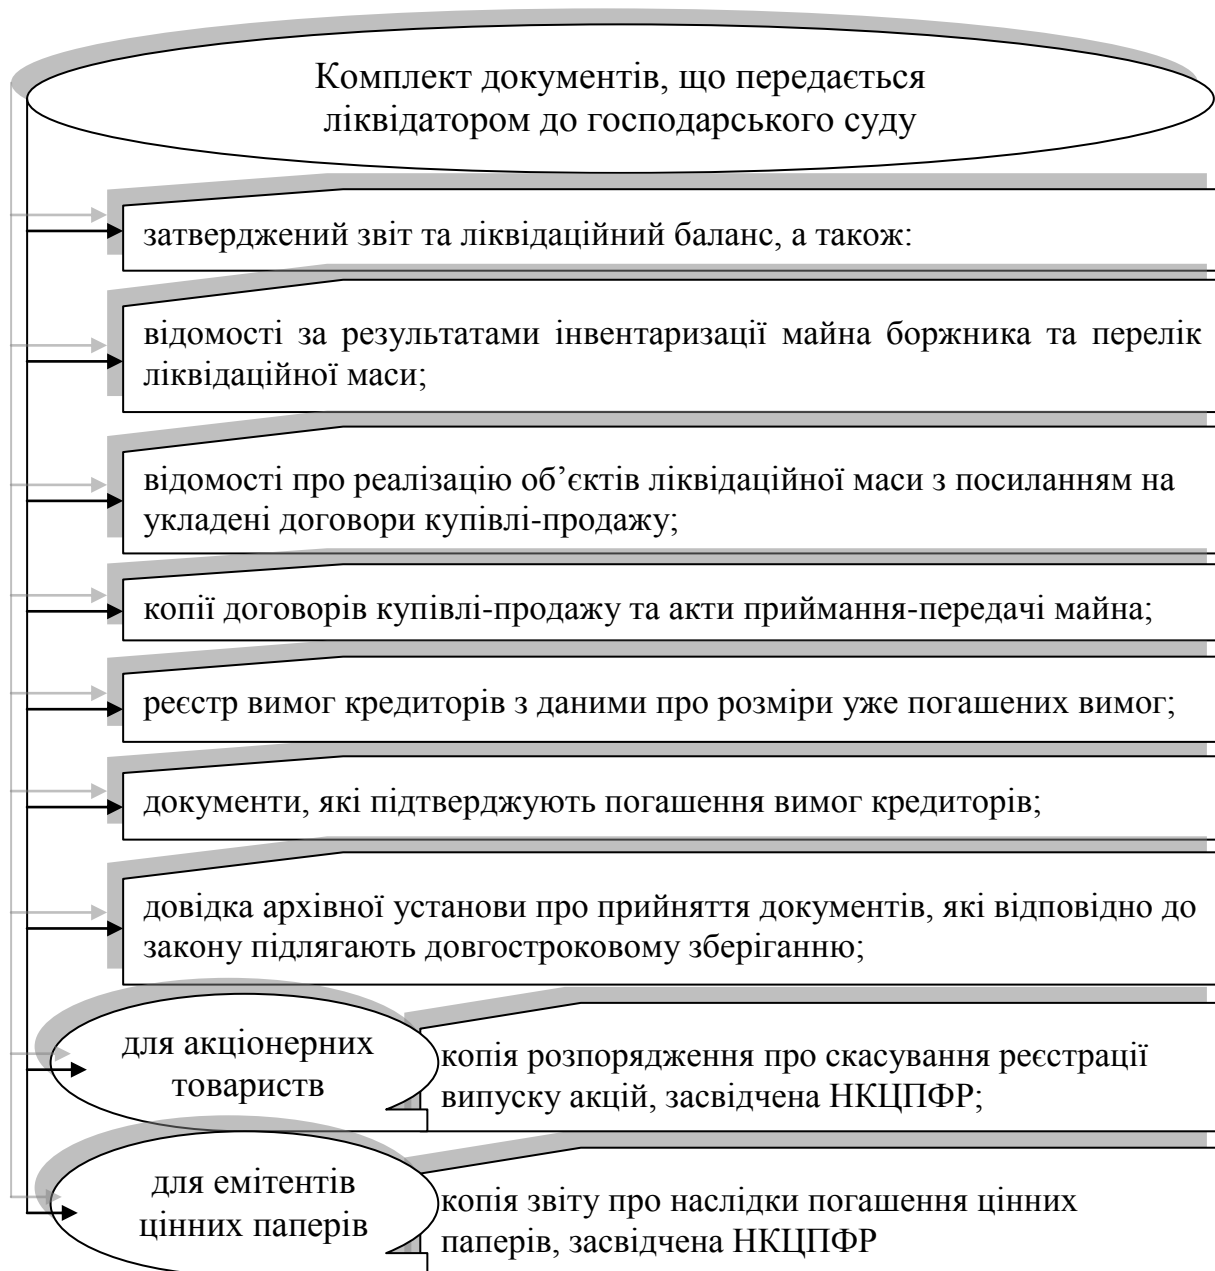 Комплект документів, що передається
ліквідатором до господарського суду
затверджений звіт та ліквідаційний баланс, а також:
відомості за результатами інвентаризації майна боржника та перелік
ліквідаційної маси;
відомості про реалізацію об’єктів ліквідаційної маси з посиланням на
укладені договори купівлі-продажу;
копії договорів купівлі-продажу та акти приймання-передачі майна;
реєстр вимог кредиторів з даними про розміри уже погашених вимог;
документи, які підтверджують погашення вимог кредиторів;
довідка архівної установи про прийняття документів, які відповідно до
закону підлягають довгостроковому зберіганню;
для акціонерних
товариств
копія розпорядження про скасування реєстрації
випуску акцій, засвідчена НКЦПФР;
для емітентів
цінних паперів
копія звіту про наслідки погашення цінних
паперів, засвідчена НКЦПФР